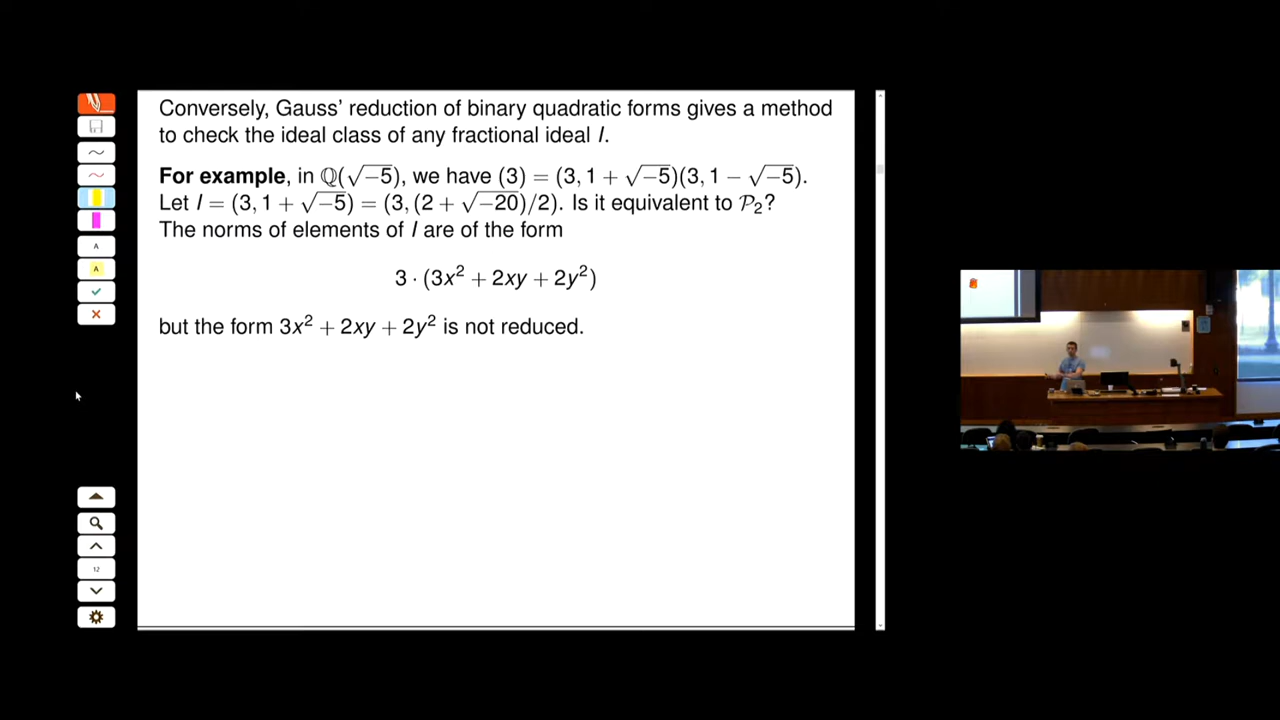 Conversely, Gauss' reduction of binary quadratic forms gives a method
to check the ideal class of any fractional ideal I.
For example, in ℚ(√−5), we have (3) = (3, 1 + √−5)(3, 1 − √−5).
Let I = (3, 1 + √−5) = (3, (2 + √−20)/2). Is it equivalent to 𝒫₂?
The norms of elements of I are of the form
3 · (3x² + 2xy + 2y²)
but the form 3x² + 2xy + 2y² is not reduced.
A
A
12